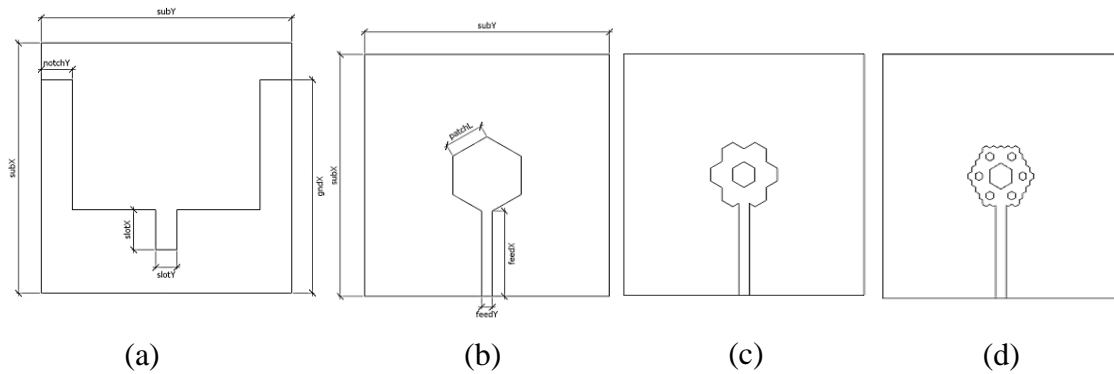 subY
notchY
subX
gndX
slotX
slotY
(a)
subY
patchL
subX
feedX
feedY
(b)
(c)
(d)